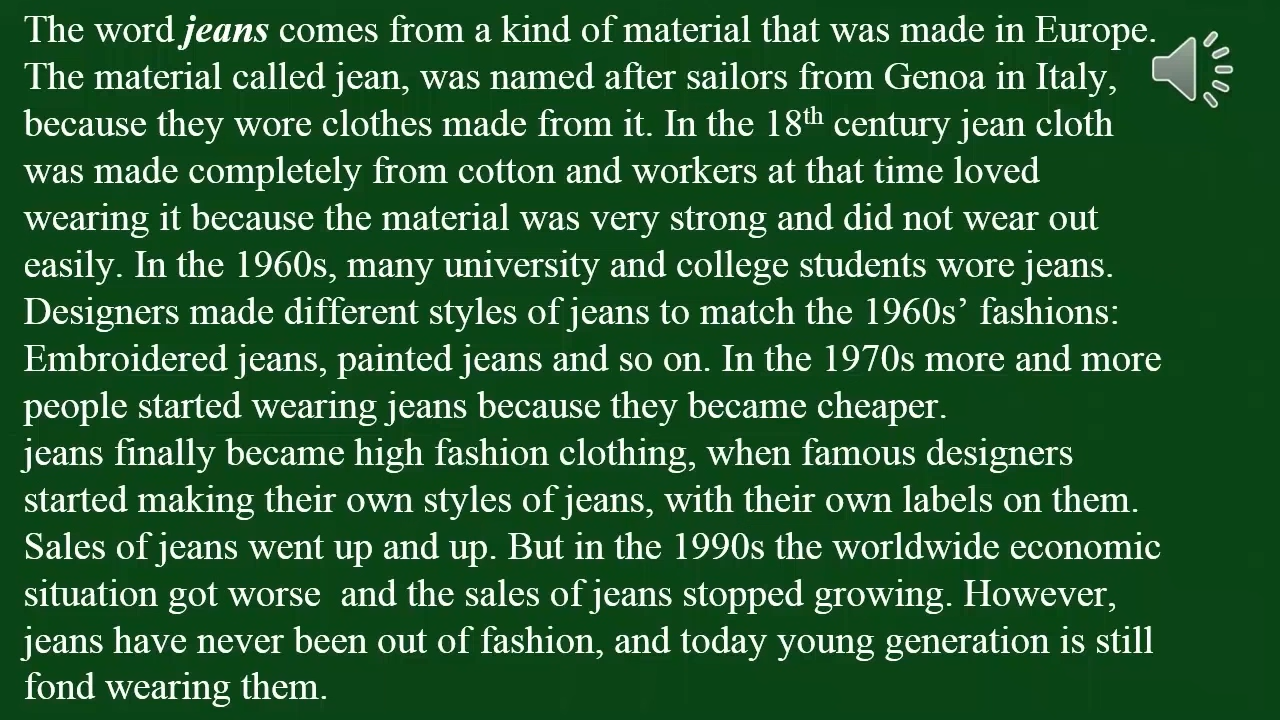 The word jeans comes from a kind of material that was made in Europe.
The material called jean, was named after sailors from Genoa in Italy,
because they wore clothes made from it. In the 18th century jean cloth
was made completely from cotton and workers at that time loved
wearing it because the material was very strong and did not wear out
easily. In the 1960s, many university and college students wore jeans.
Designers made different styles of jeans to match the 1960s’ fashions:
Embroidered jeans, painted jeans and so on. In the 1970s more and more
people started wearing jeans because they became cheaper.
jeans finally became high fashion clothing, when famous designers
started making their own styles of jeans, with their own labels on them.
Sales of jeans went up and up. But in the 1990s the worldwide economic
situation got worse  and the sales of jeans stopped growing. However,
jeans have never been out of fashion, and today young generation is still
fond wearing them.